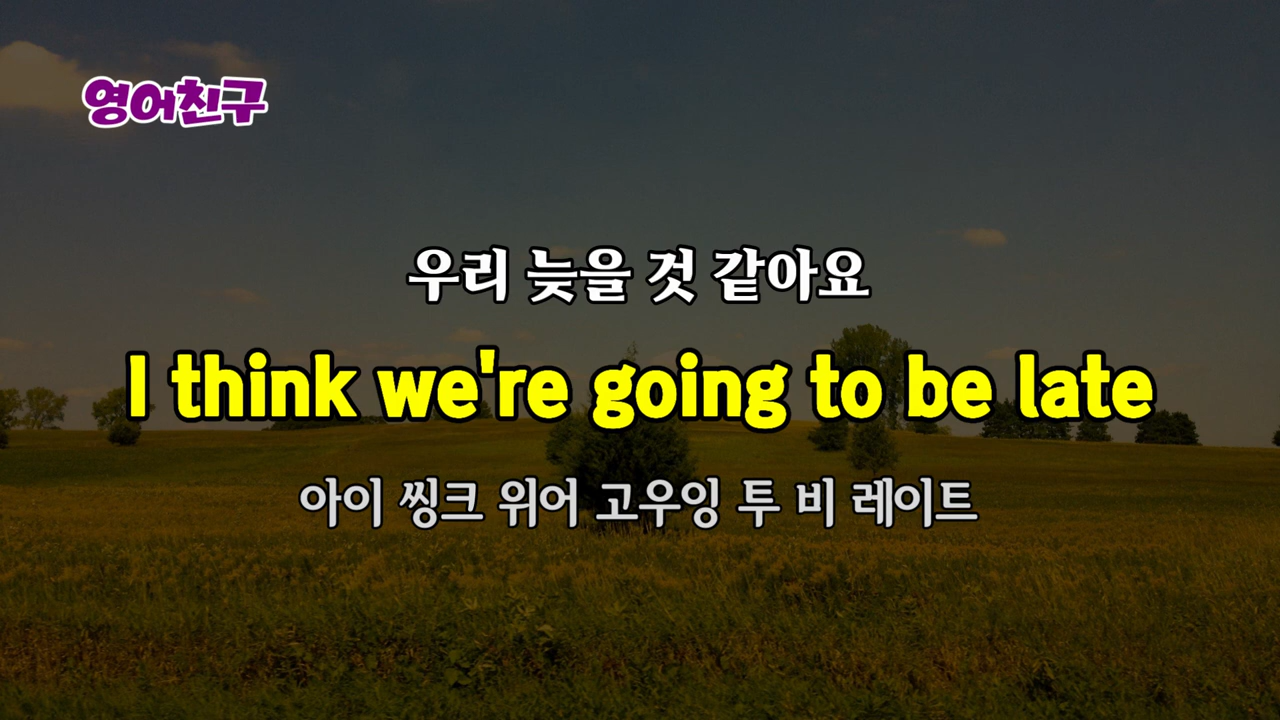 영어친구
우리 늦을 것 같아요
I think we're going to be late
아이 씽크 위어 고우잉 투 비 레이트